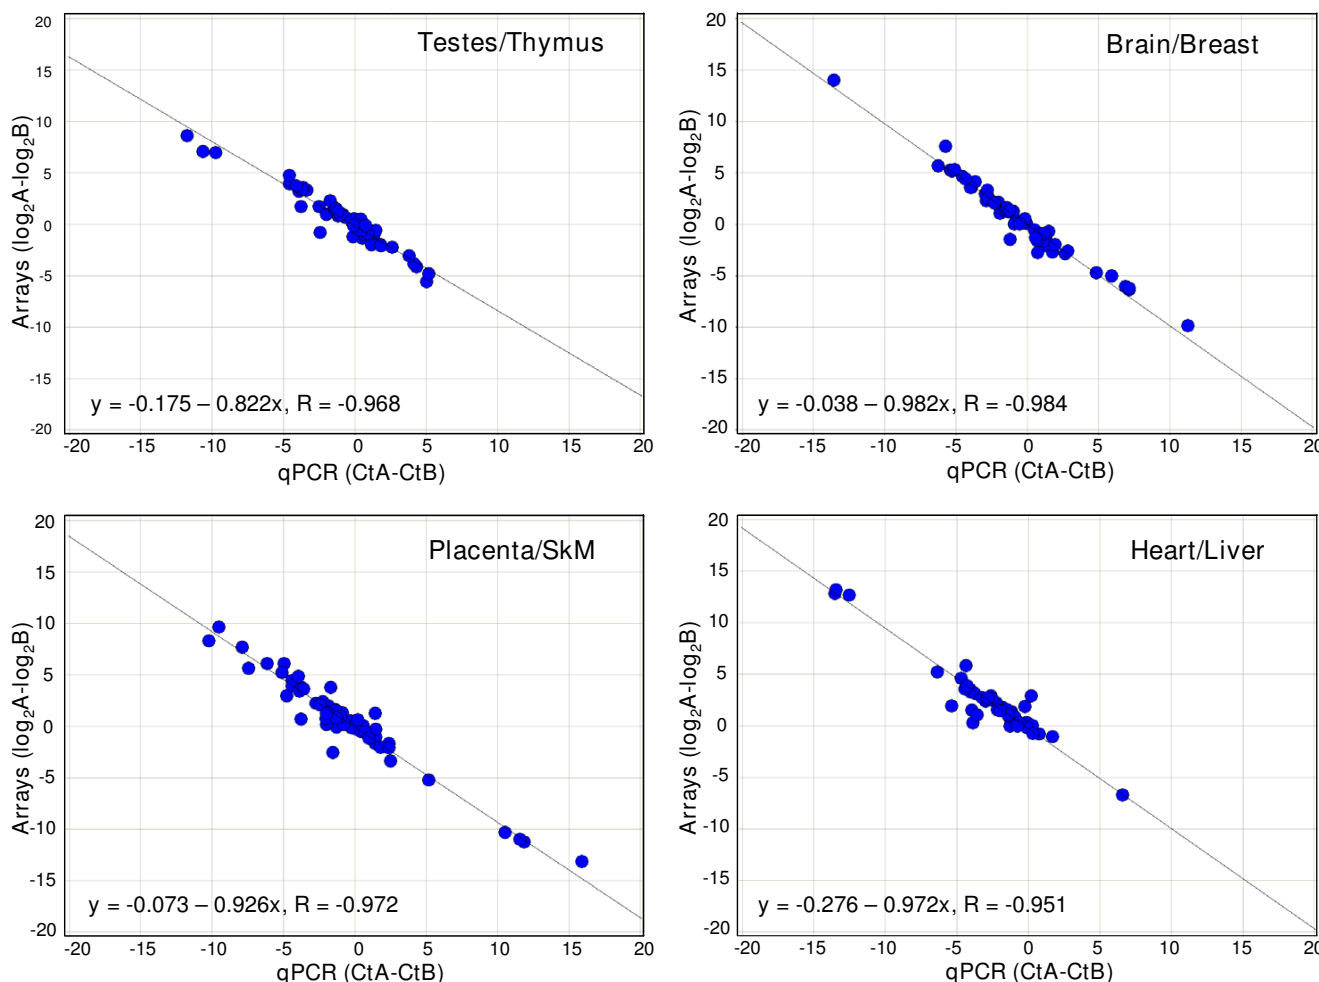 Testes/Thymus
20
15
10
5
0
-5
-10
-15
-20
Arrays (log₂A-log₂B)
y = -0.175 – 0.822x, R = -0.968
-20 -15 -10 -5 0 5 10 15 20
qPCR (CtA-CtB)
Brain/Breast
20
15
10
5
0
-5
-10
-15
-20
Arrays (log₂A-log₂B)
y = -0.038 – 0.982x, R = -0.984
-20 -15 -10 -5 0 5 10 15 20
qPCR (CtA-CtB)
Placenta/SkM
20
15
10
5
0
-5
-10
-15
-20
Arrays (log₂A-log₂B)
y = -0.073 – 0.926x, R = -0.972
-20 -15 -10 -5 0 5 10 15 20
qPCR (CtA-CtB)
Heart/Liver
20
15
10
5
0
-5
-10
-15
-20
Arrays (log₂A-log₂B)
y = -0.276 – 0.972x, R = -0.951
-20 -15 -10 -5 0 5 10 15 20
qPCR (CtA-CtB)